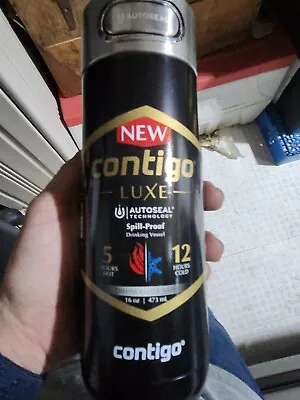 AUTOSEAL
NEW
contigo
LUXE
AUTOSEAL®
TECHNOLOGY
Spill-Proof
Drinking Vessel
5
HOURS
HOT
12
HOURS
COLD
16 oz | 473 ml
contigo®